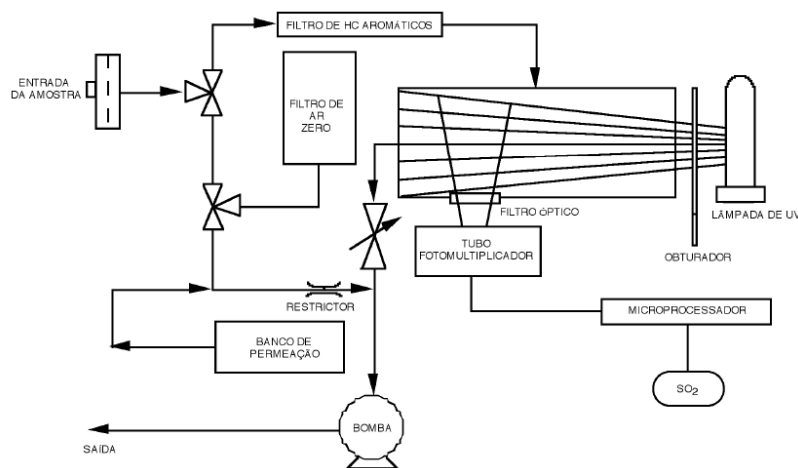 FILTRO DE HC AROMÁTICOS
ENTRADA
DA AMOSTRA
FILTRO DE
AR
ZERO
FILTRO ÓPTICO
LÂMPADA DE UV
TUBO
FOTOMULTIPLICADOR
OBTURADOR
RESTRICTOR
MICROPROCESSADOR
BANCO DE
PERMEAÇÃO
SO2
BOMBA
SAÍDA